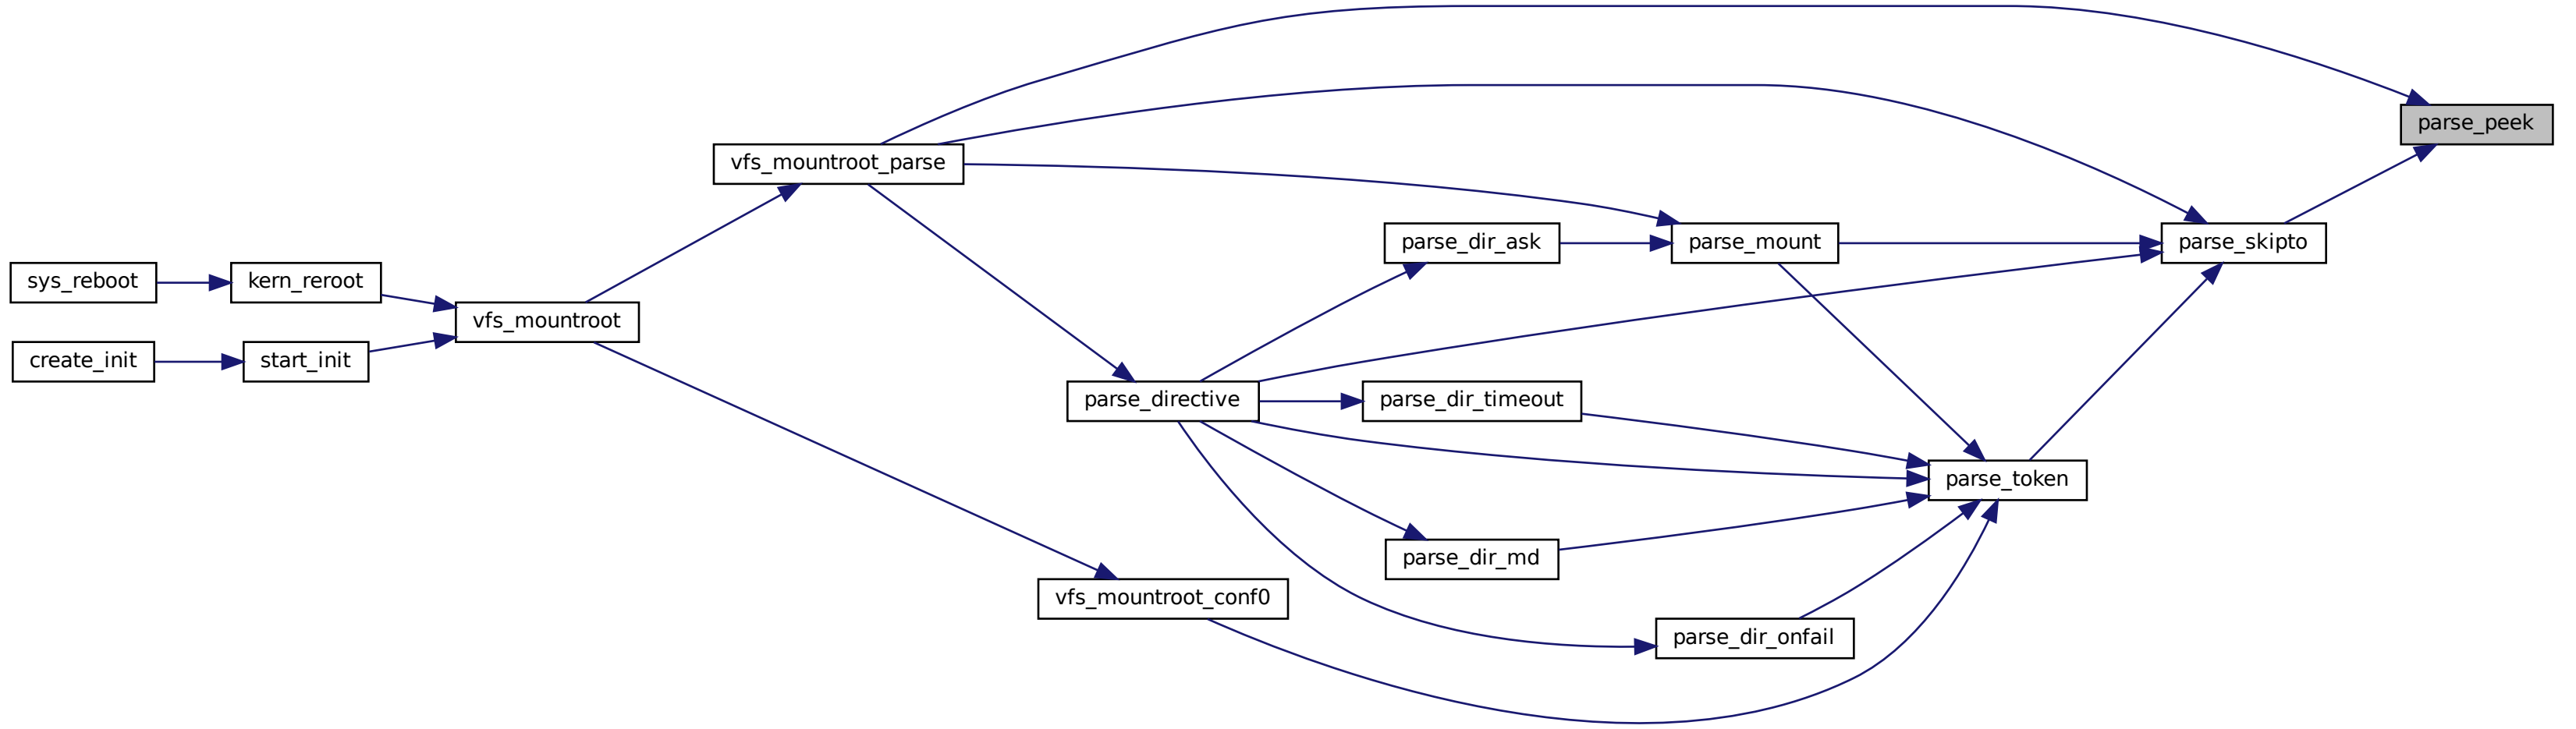 parse_peek
vfs_mountroot_parse
parse_dir_ask
parse_mount
parse_skipto
sys_reboot
kern_reroot
vfs_mountroot
create_init
start_init
parse_directive
parse_dir_timeout
parse_token
parse_dir_md
vfs_mountroot_conf0
parse_dir_onfail